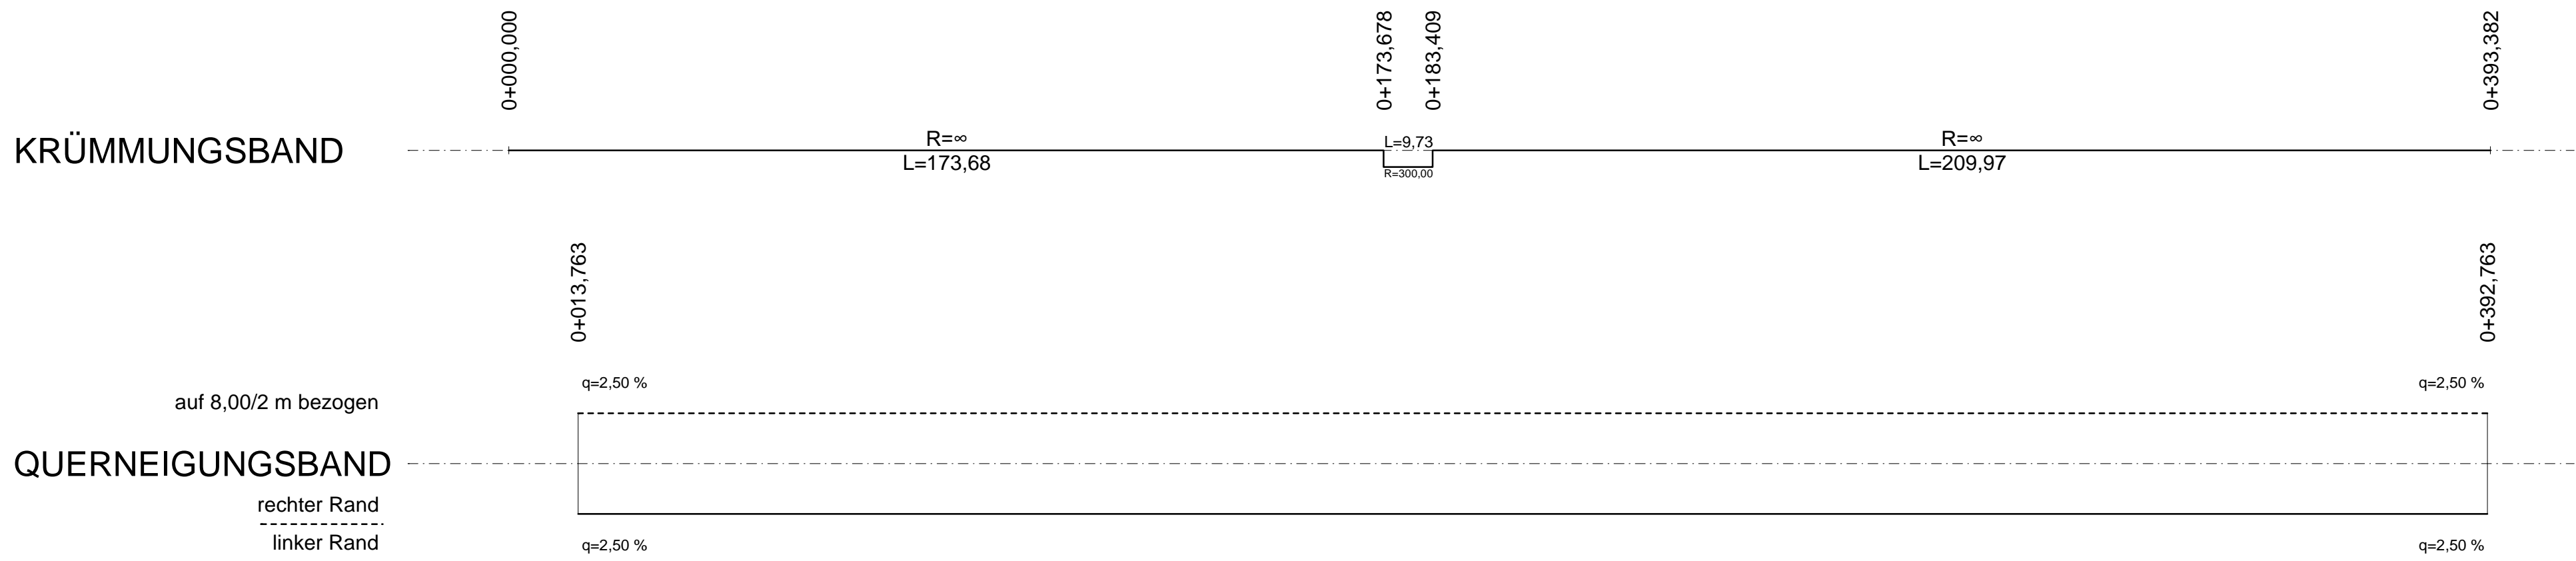 0+000,000
0+173,678
0+183,409
0+393,382
KRÜMMUNGSBAND
R=∞
L=173,68
L=9,73
R=300,00
R=∞
L=209,97
0+013,763
0+392,763
q=2,50 %
q=2,50 %
auf 8,00/2 m bezogen
QUERNEIGUNGSBAND
rechter Rand
linker Rand
q=2,50 %
q=2,50 %